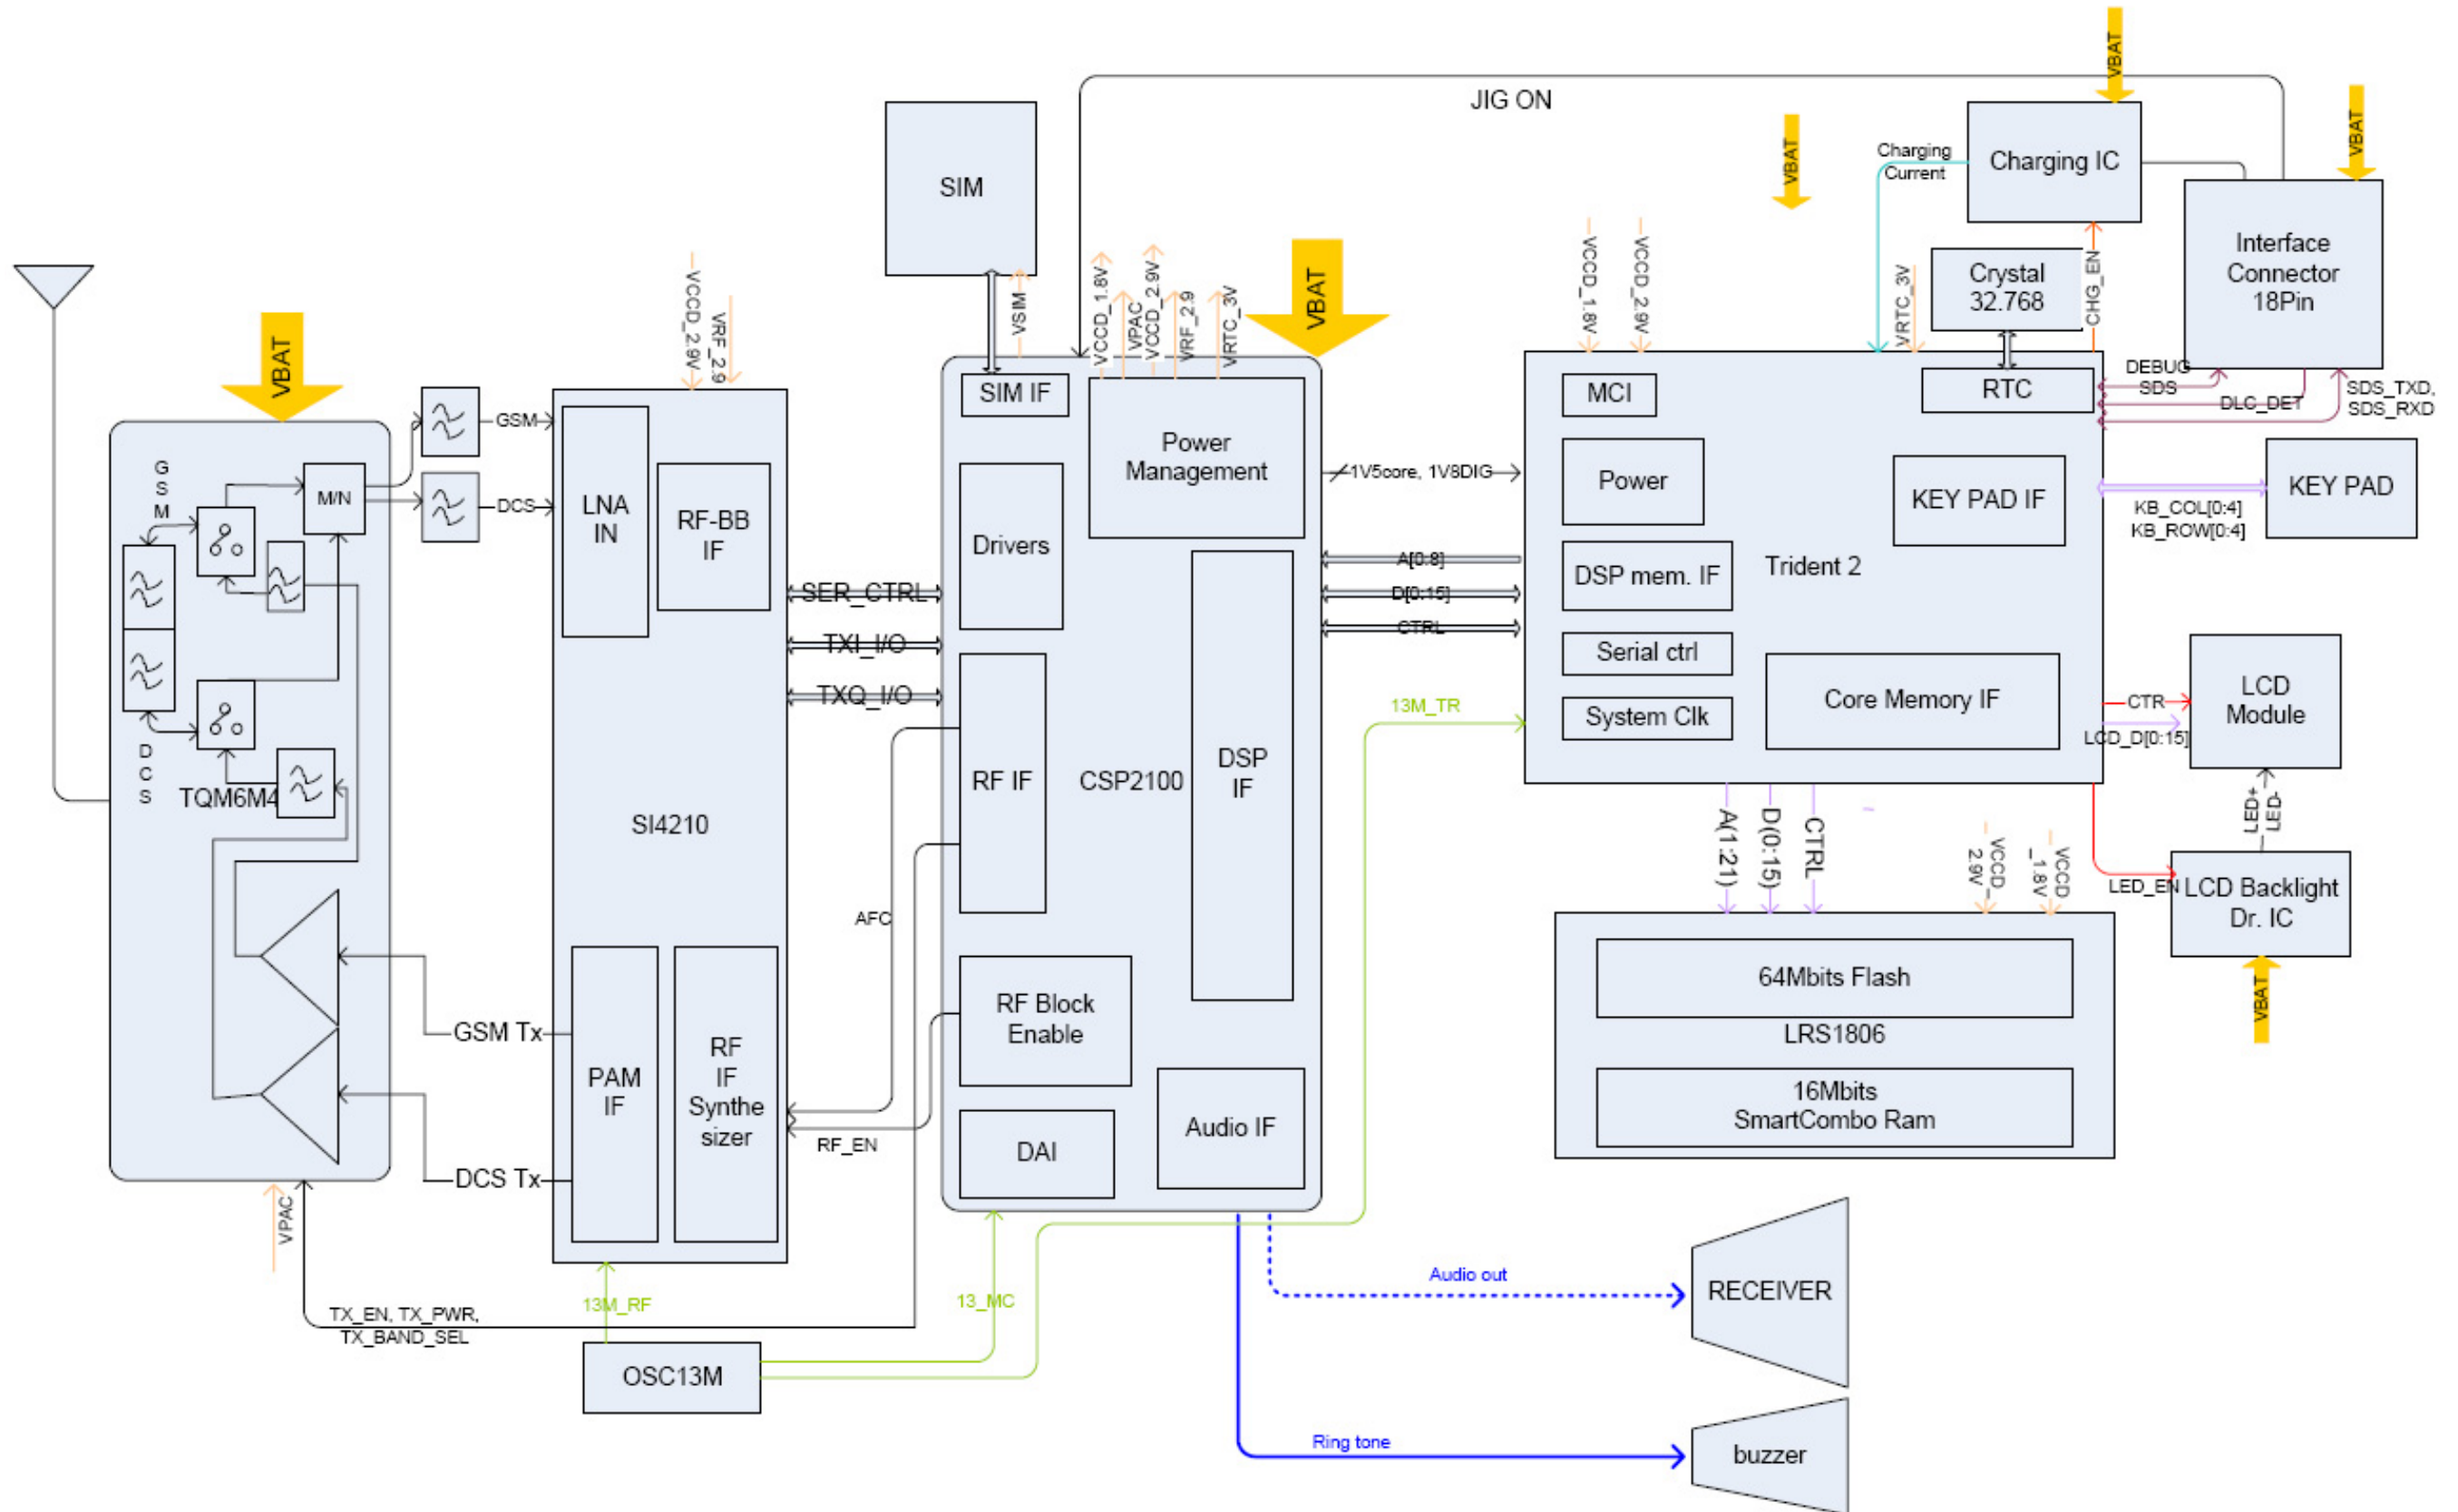 JIG ON
VBAT
Charging
Current
Charging IC
VBAT
VBAT
Interface
Connector
18Pin
SIM
VSIM
VCCD_1.8V
VPAC
VCCD_2.9V
VRF_2.9
VRTC_3V
VBAT
VCCD_1.8V
VCCD_2.9V
VRTC_3V
Crystal
32.768
CHG_EN
DEBUG
SDS
DLC_DET
SDS_TXD,
SDS_RXD
VBAT
VCCD_2.9V
VRF_2.9
GSM
DCS
GSM
M/N
DCS
TQM6M4
LNA
IN
RF-BB
IF
SI4210
PAM
IF
RF
IF
Synthe
sizer
GSM Tx
DCS Tx
VPAC
TX_EN, TX_PWR,
TX_BAND_SEL
13M_RF
OSC13M
SER_CTRL
TXI_I/O
TXQ_I/O
AFC
RF_EN
13_MC
SIM IF
Power
Management
Drivers
RF IF
CSP2100
DSP
IF
RF Block
Enable
DAI
Audio IF
1V5core, 1V8DIG
A[0:8]
D[0:15]
CTRL
13M_TR
MCI
RTC
Power
KEY PAD IF
DSP mem. IF
Trident 2
Serial ctrl
System Clk
Core Memory IF
KB_COL[0:4]
KB_ROW[0:4]
KEY PAD
CTR
LCD_D[0:15]
LCD
Module
LED+
LED-
LED_EN
LCD Backlight
Dr. IC
VBAT
A(1:21)
D(0:15)
CTRL
VCCD_
2.9V
VCCD
_1.8V
64Mbits Flash
LRS1806
16Mbits
SmartCombo Ram
Audio out
RECEIVER
Ring tone
buzzer